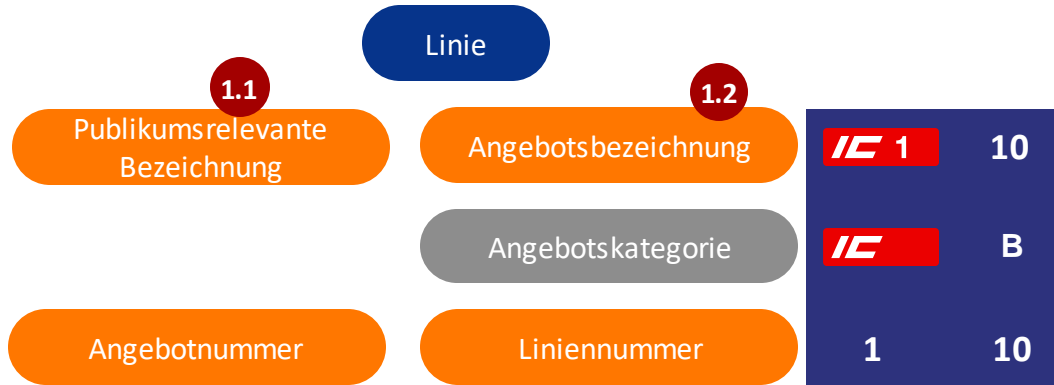 Linie
1.1
1.2
Publikumsrelevante
Bezeichnung
Angebotsbezeichnung
IC 1
10
Angebotskategorie
IC
B
Angebotnummer
Liniennummer
1
10